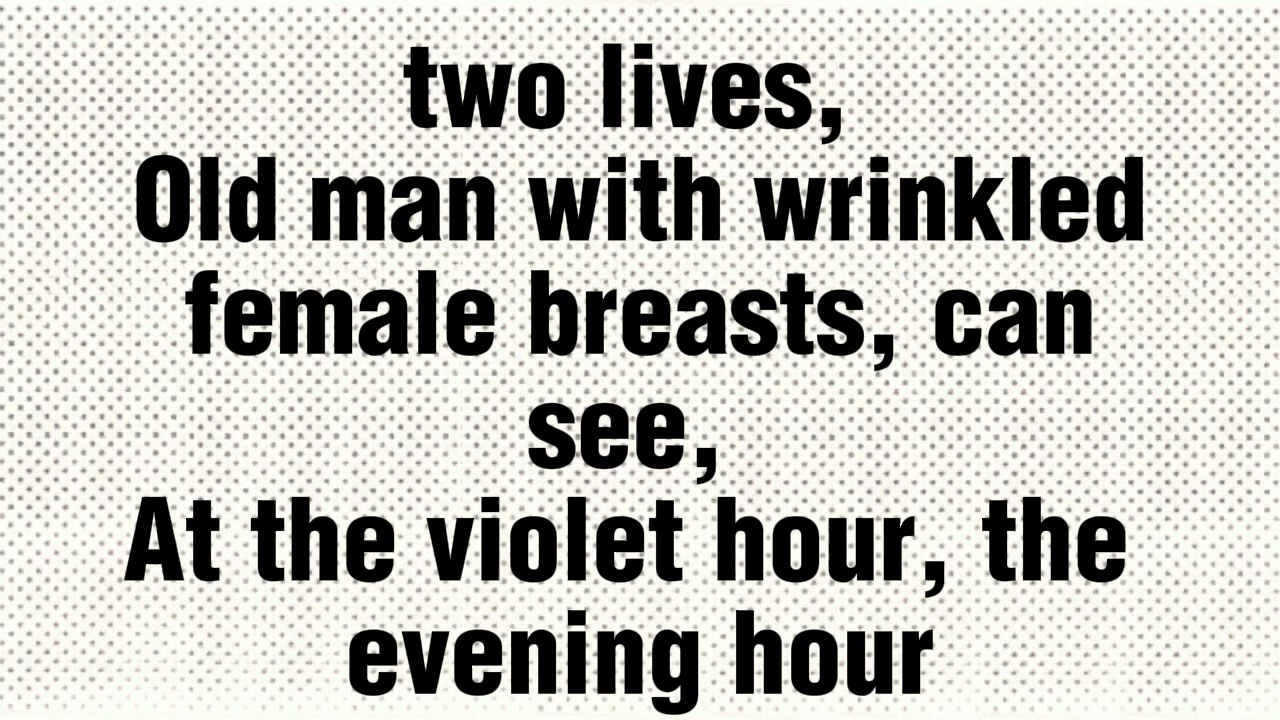 two lives,
Old man with wrinkled
female breasts, can
see,
At the violet hour, the
evening hour